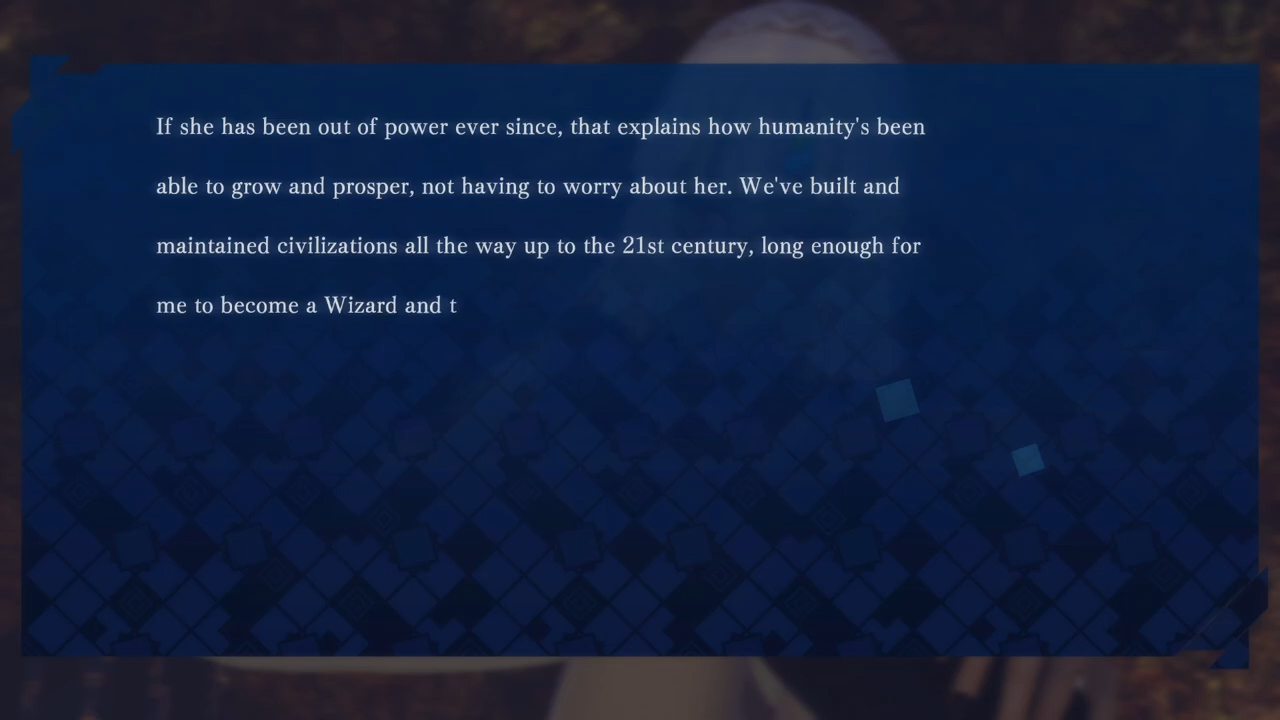 If she has been out of power ever since, that explains how humanity's been
able to grow and prosper, not having to worry about her. We've built and
maintained civilizations all the way up to the 21st century, long enough for
me to become a Wizard and t